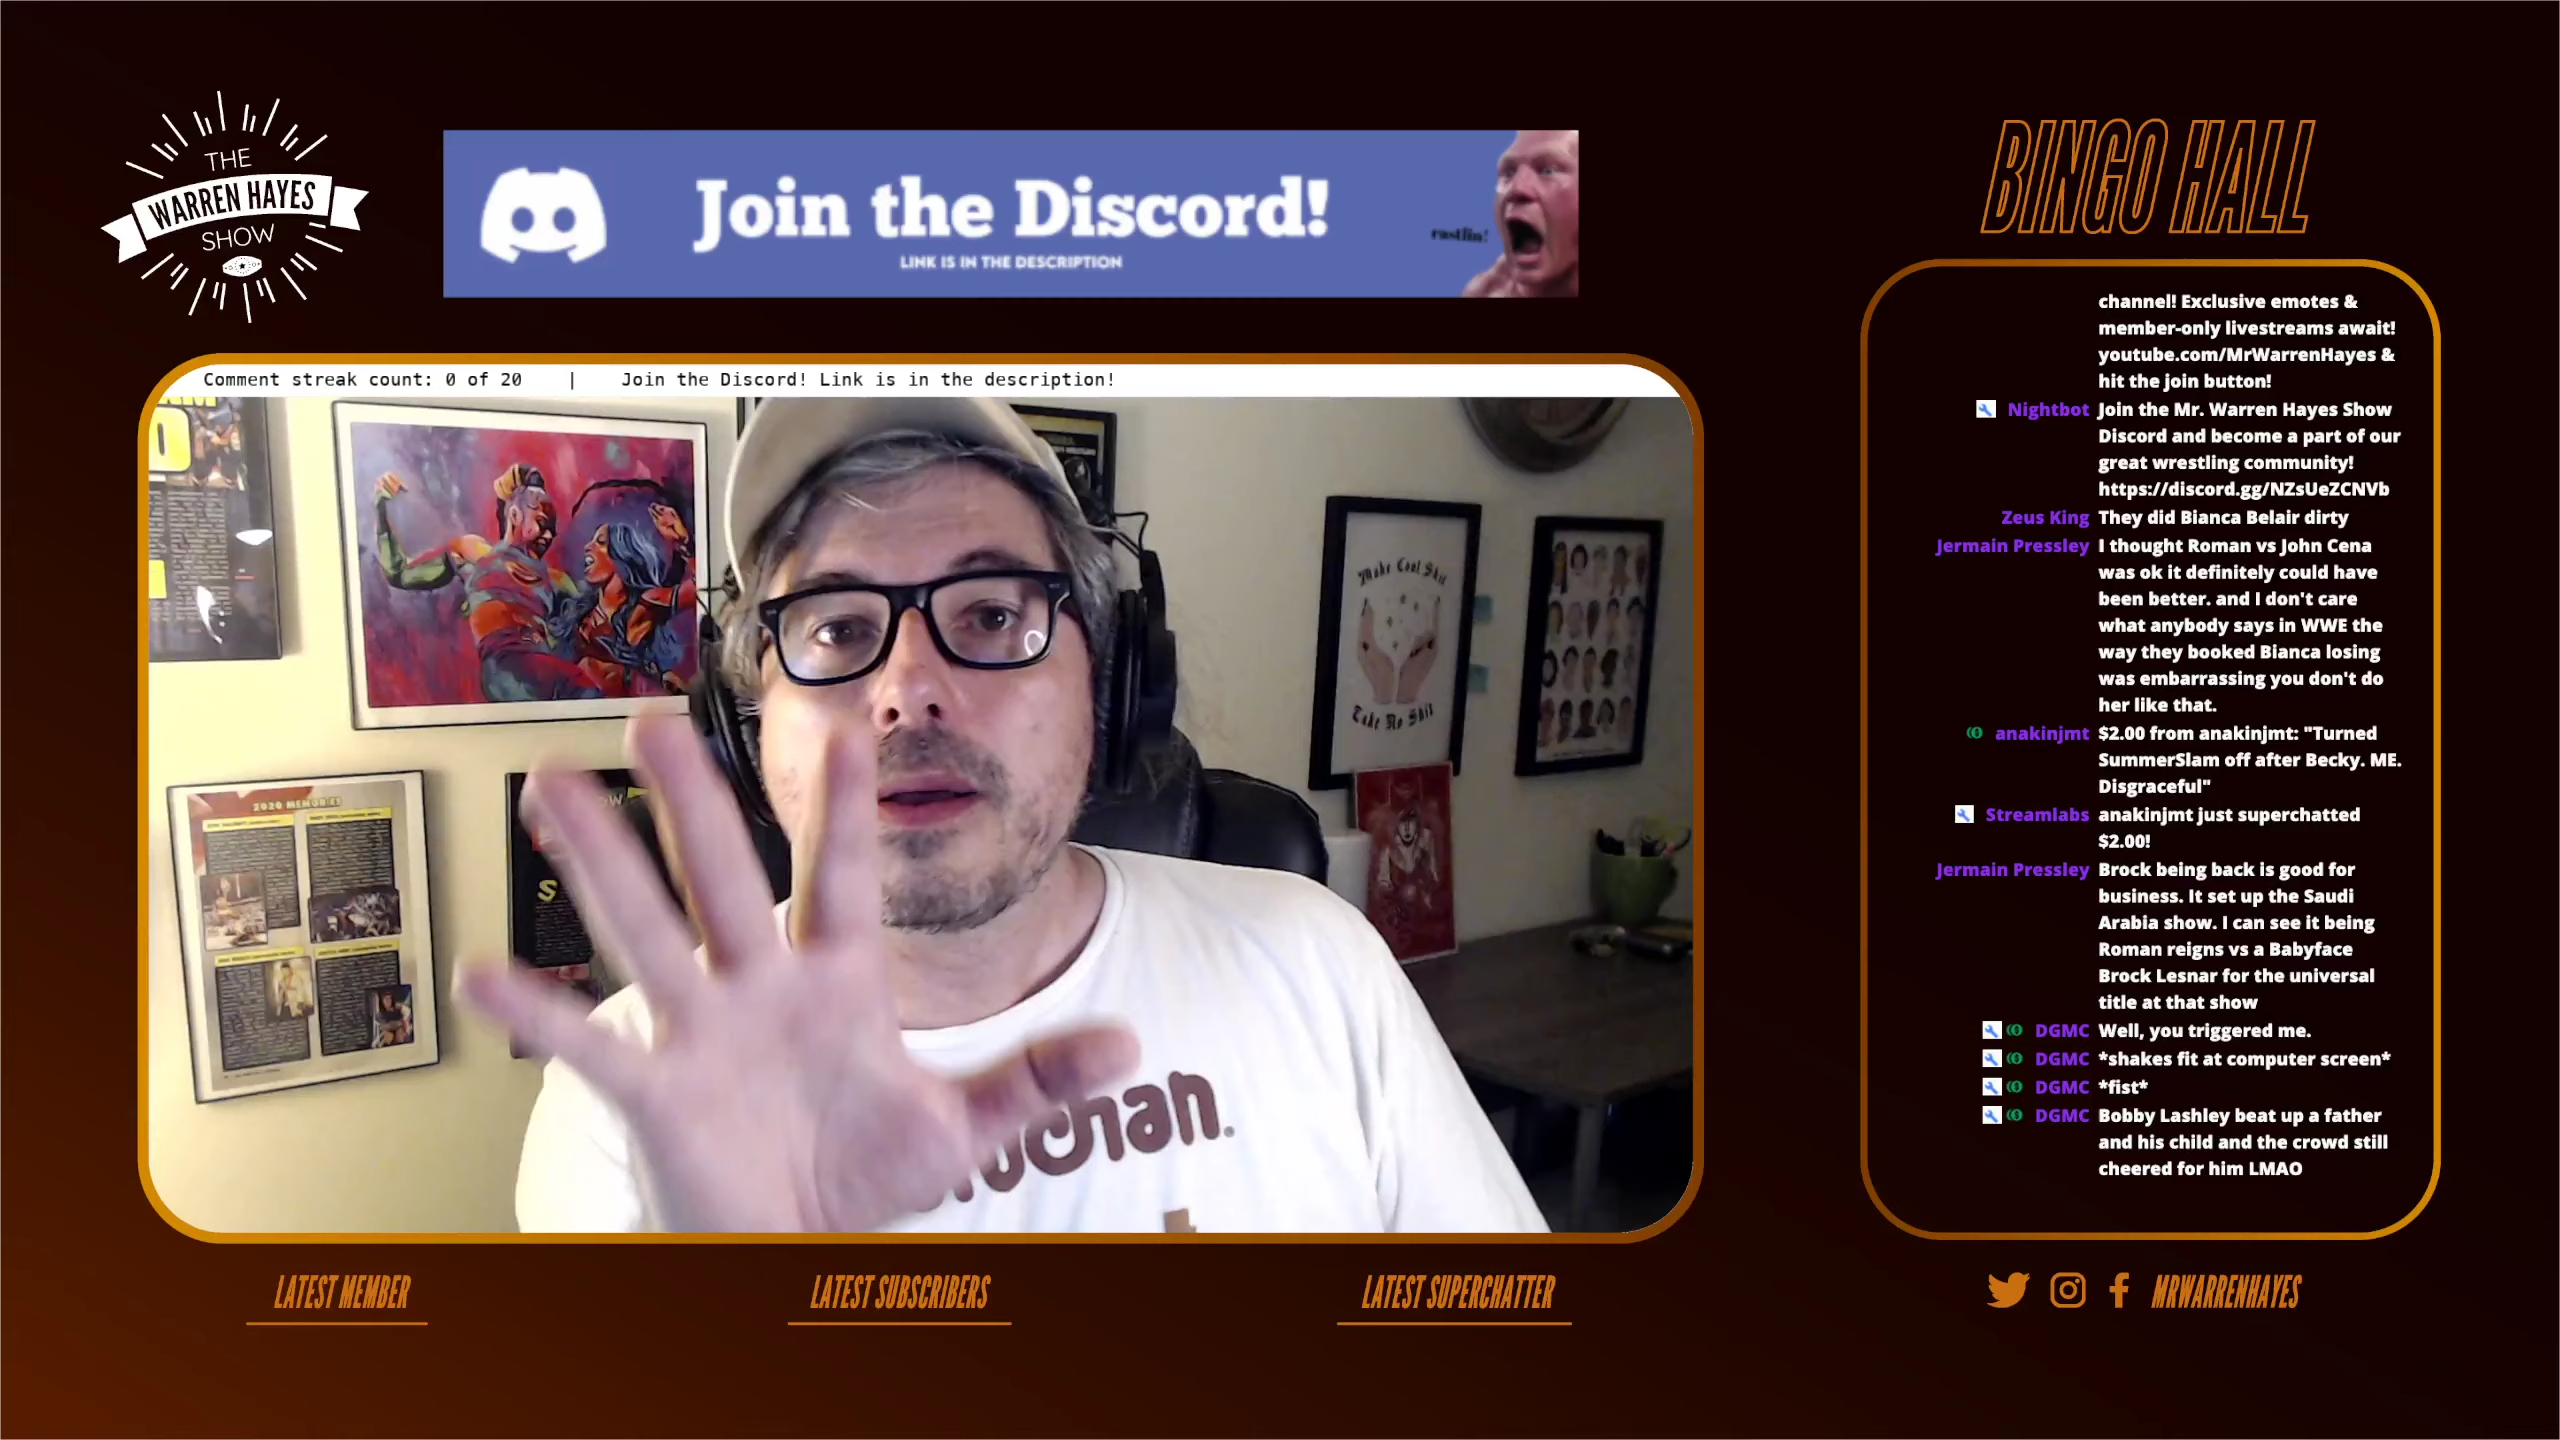 THE
WARREN HAYES
SHOW
Join the Discord!
LINK IS IN THE DESCRIPTION
rastlin!
BINGO HALL
Comment streak count: 0 of 20 | Join the Discord! Link is in the description!
2020 MEMORIES
Make Cool Shit
Take No Shit
channel! Exclusive emotes &
member-only livestreams await!
youtube.com/MrWarrenHayes &
hit the join button!
Nightbot Join the Mr. Warren Hayes Show
Discord and become a part of our
great wrestling community!
https://discord.gg/NZsUeZCNVb
Zeus King They did Bianca Belair dirty
Jermain Pressley I thought Roman vs John Cena
was ok it definitely could have
been better. and I don't care
what anybody says in WWE the
way they booked Bianca losing
was embarrassing you don't do
her like that.
anakinjmt $2.00 from anakinjmt: "Turned
SummerSlam off after Becky. ME.
Disgraceful"
Streamlabs anakinjmt just superchatted
$2.00!
Jermain Pressley Brock being back is good for
business. It set up the Saudi
Arabia show. I can see it being
Roman reigns vs a Babyface
Brock Lesnar for the universal
title at that show
DGMC Well, you triggered me.
DGMC *shakes fit at computer screen*
DGMC *fist*
DGMC Bobby Lashley beat up a father
and his child and the crowd still
cheered for him LMAO
LATEST MEMBER
LATEST SUBSCRIBERS
LATEST SUPERCHATTER
MRWARRENHAYES